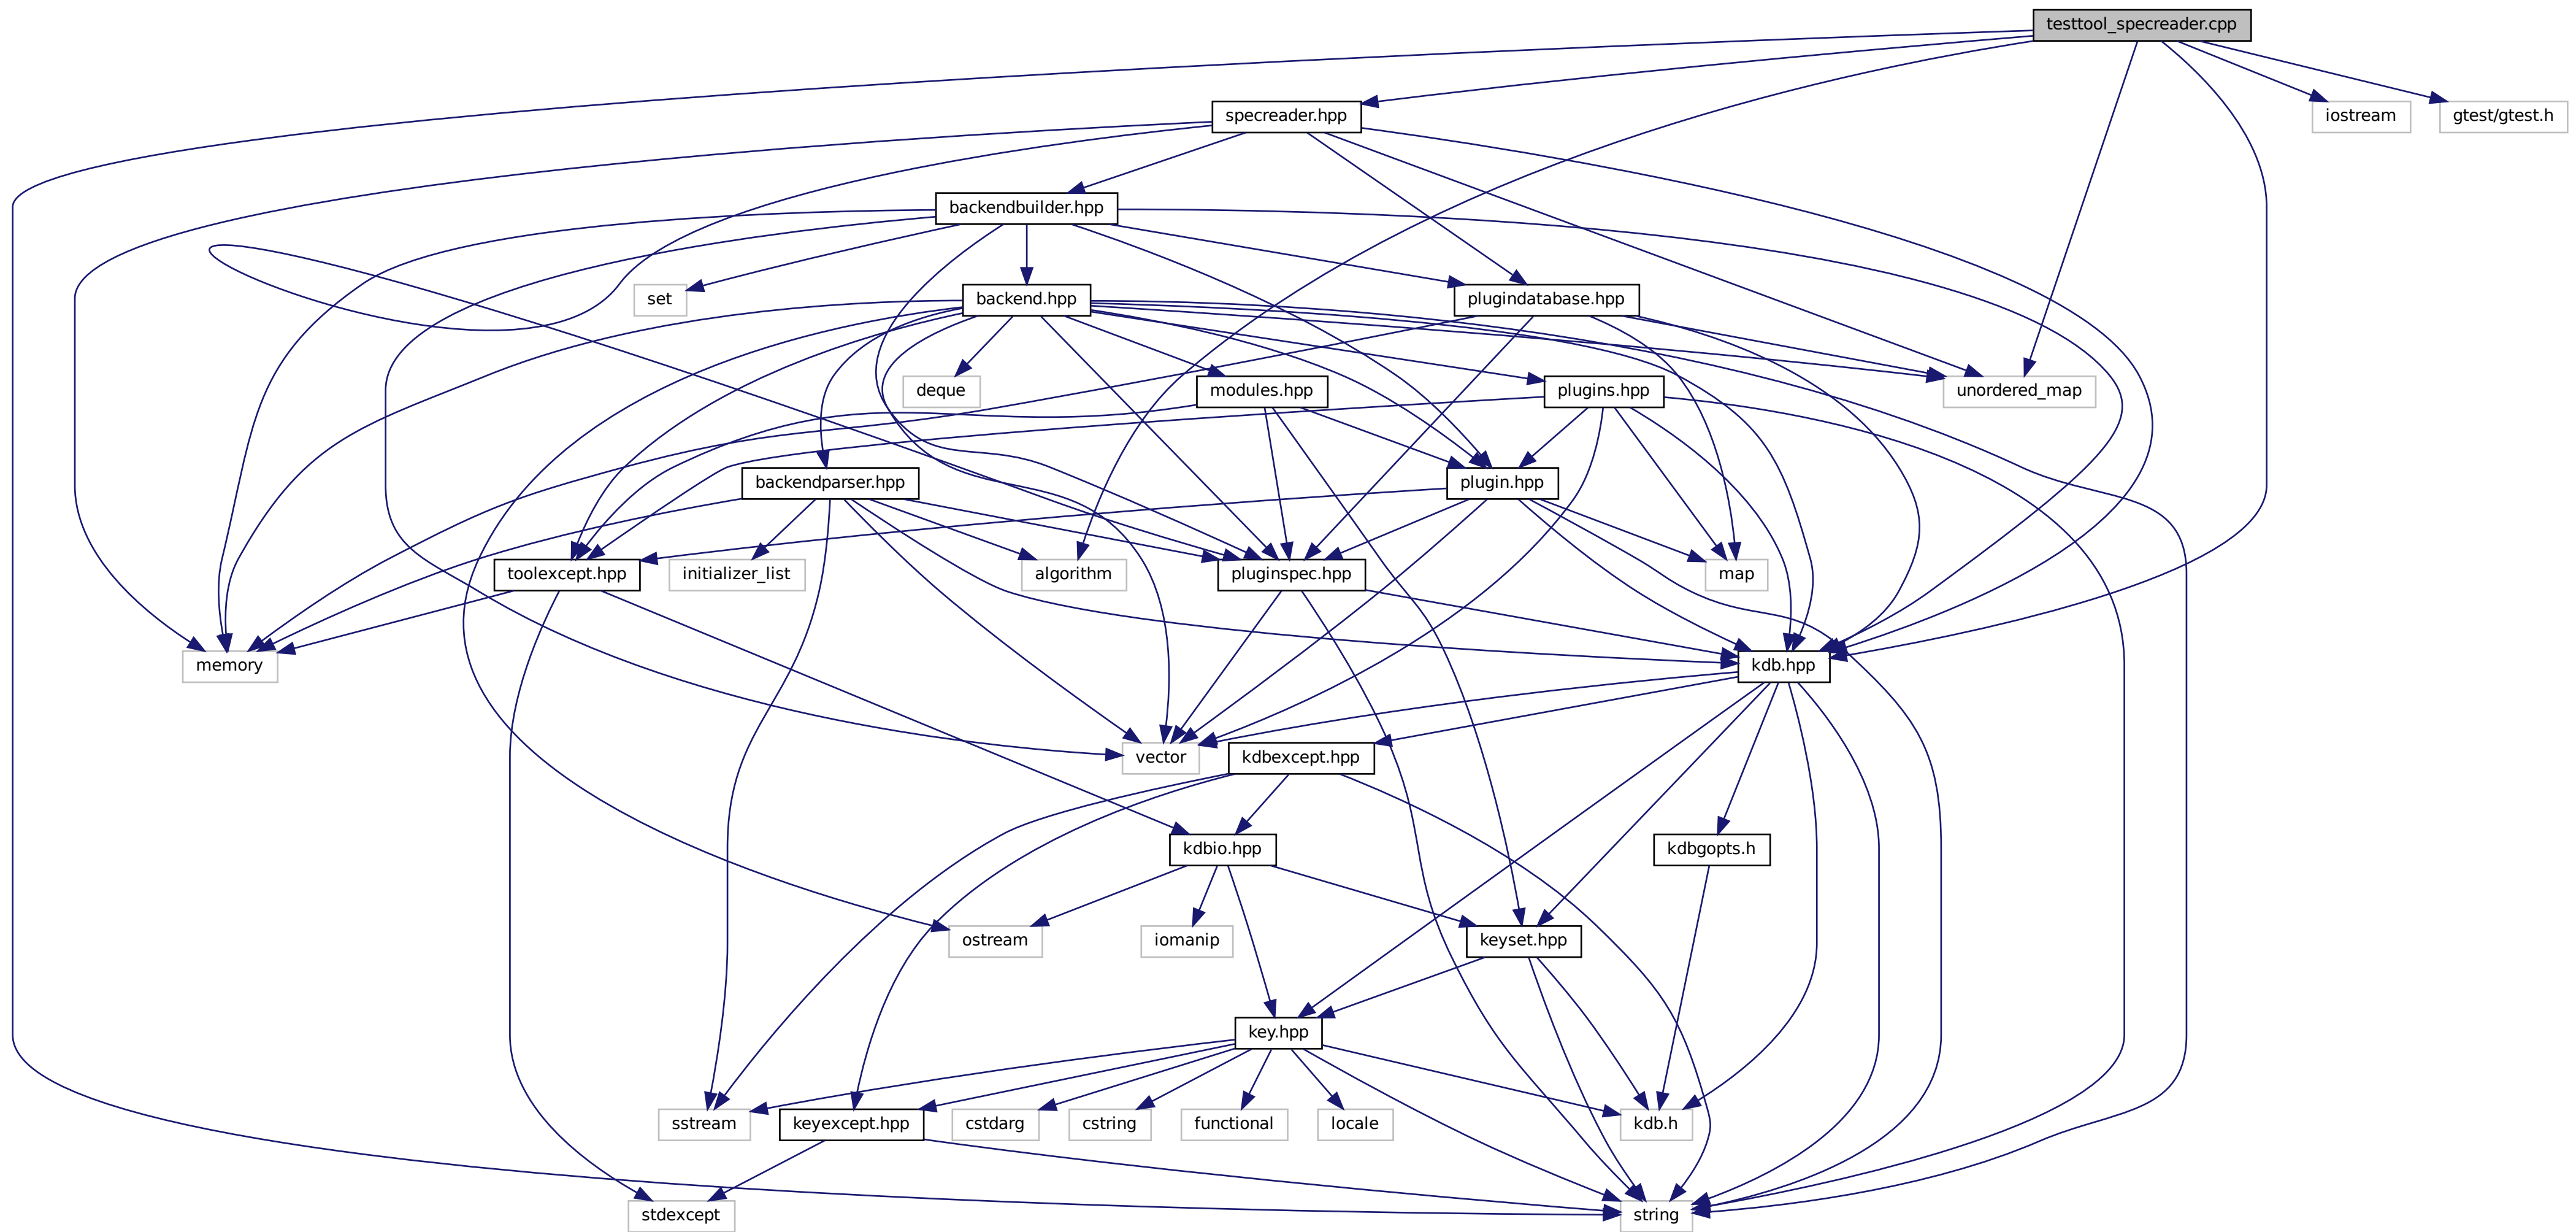 testtool_specreader.cpp
specreader.hpp
iostream
gtest/gtest.h
backendbuilder.hpp
set
backend.hpp
plugindatabase.hpp
deque
modules.hpp
plugins.hpp
unordered_map
backendparser.hpp
plugin.hpp
toolexcept.hpp
initializer_list
algorithm
pluginspec.hpp
map
memory
kdb.hpp
vector
kdbexcept.hpp
kdbio.hpp
kdbgopts.h
ostream
iomanip
keyset.hpp
key.hpp
sstream
keyexcept.hpp
cstdarg
cstring
functional
locale
kdb.h
stdexcept
string